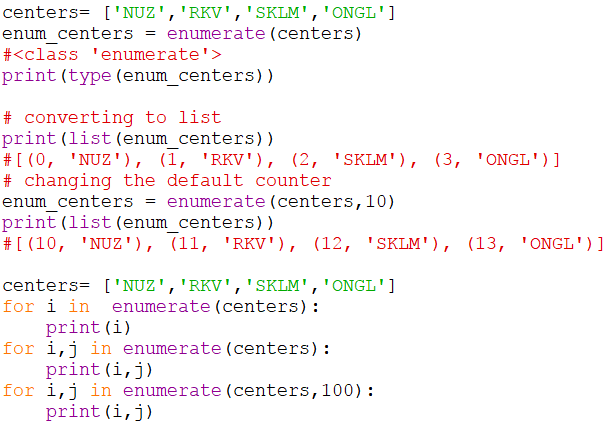 centers= ['NUZ','RKV','SKLM','ONGL']
enum_centers = enumerate(centers)
#<class 'enumerate'>
print(type(enum_centers))
# converting to list
print(list(enum_centers))
#[(0, 'NUZ'), (1, 'RKV'), (2, 'SKLM'), (3, 'ONGL')]
# changing the default counter
enum_centers = enumerate(centers,10)
print(list(enum_centers))
#[(10, 'NUZ'), (11, 'RKV'), (12, 'SKLM'), (13, 'ONGL')]
centers= ['NUZ','RKV','SKLM','ONGL']
for i in  enumerate(centers):
    print(i)
for i,j in enumerate(centers):
    print(i,j)
for i,j in enumerate(centers,100):
    print(i,j)